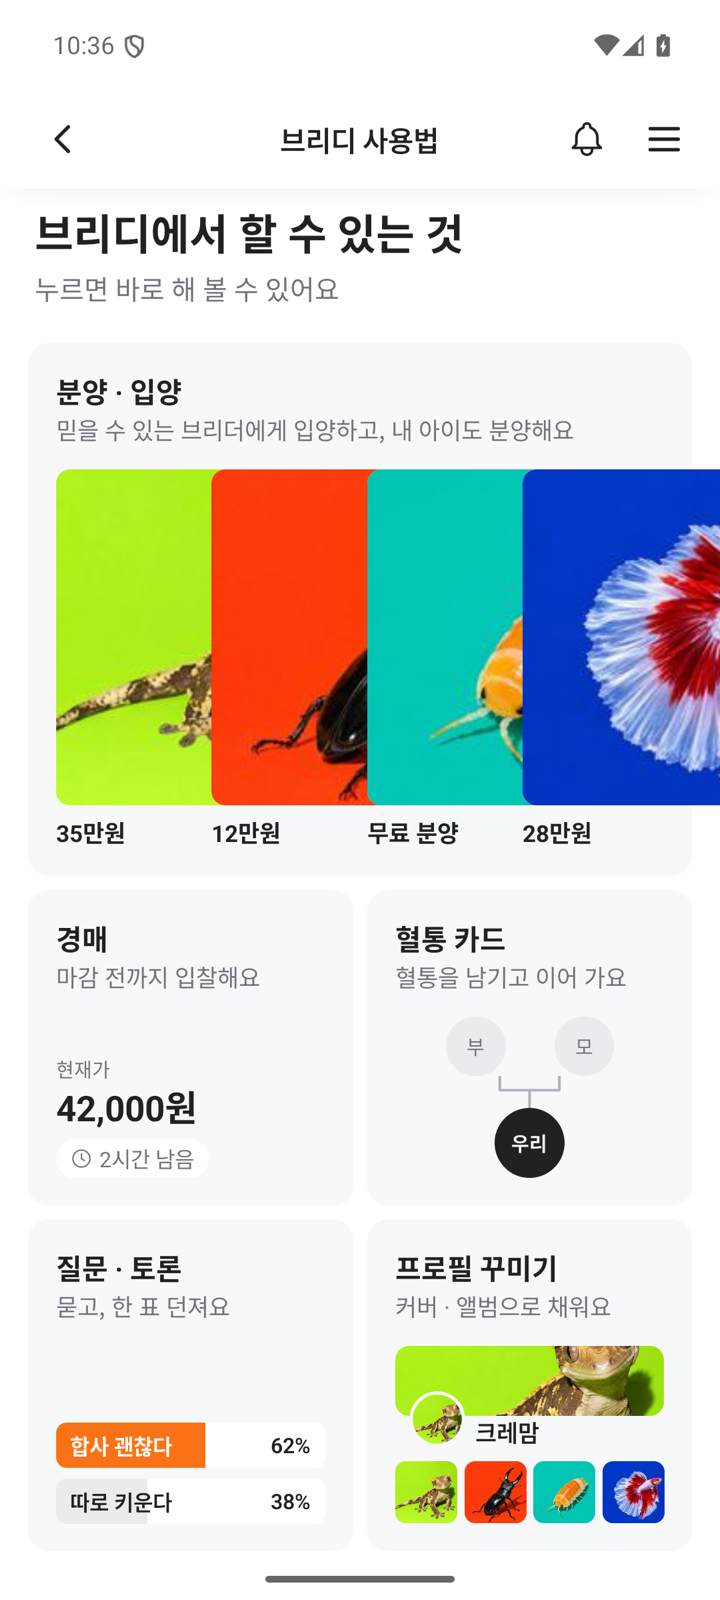 10:36
브리디 사용법
브리디에서 할 수 있는 것
누르면 바로 해 볼 수 있어요
분양 · 입양
믿을 수 있는 브리더에게 입양하고, 내 아이도 분양해요
35만원 12만원 무료 분양 28만원
경매
마감 전까지 입찰해요
현재가
42,000원
2시간 남음
혈통 카드
혈통을 남기고 이어 가요
부 모
우리
질문 · 토론
묻고, 한 표 던져요
합사 괜찮다 62%
따로 키운다 38%
프로필 꾸미기
커버 · 앨범으로 채워요
크레맘